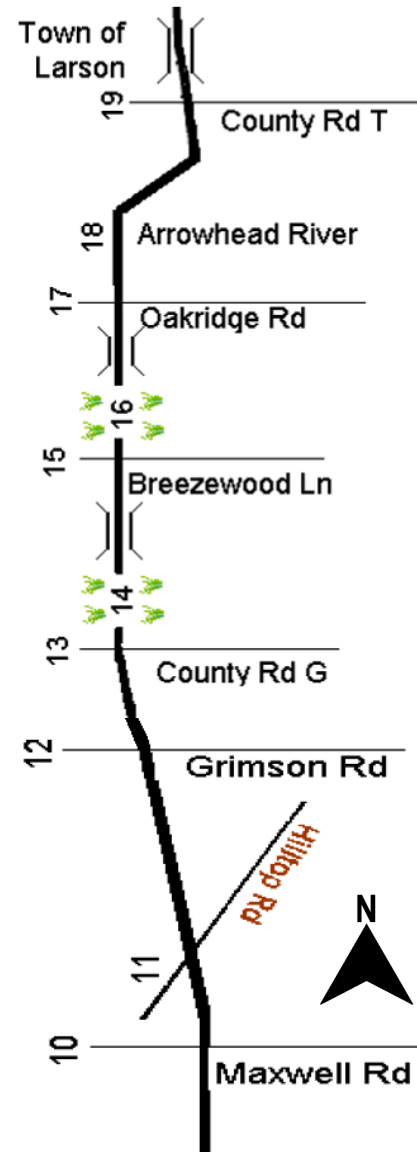 Town of
Larson
19
County Rd T
18
Arrowhead River
17
Oakridge Rd
16
15
Breezewood Ln
14
13
County Rd G
12
Grimson Rd
Hilltop Rd
N
11
10
Maxwell Rd